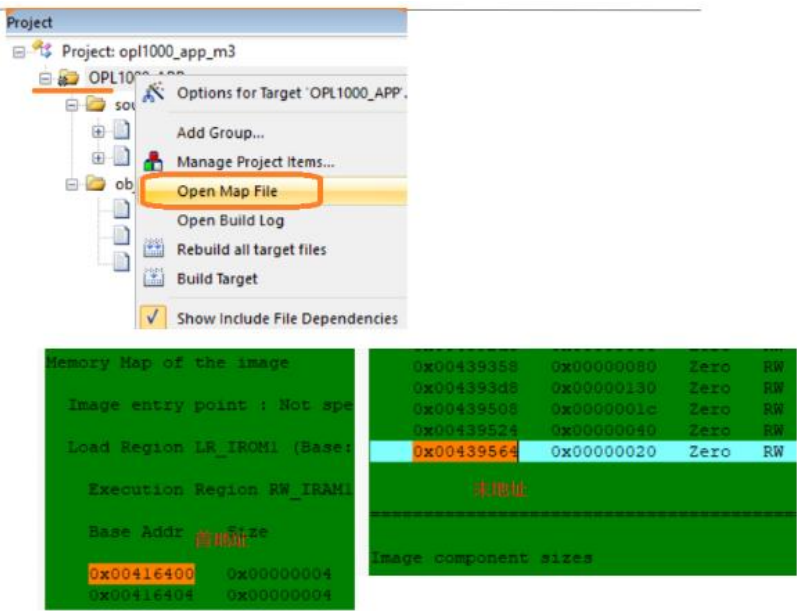 Project
Project: opl1000_app_m3
OPL1000_APP
Options for Target 'OPL1000_APP'.
sou
Add Group...
Manage Project Items...
ob
Open Map File
Open Build Log
Rebuild all target files
Build Target
Show Include File Dependencies
Memory Map of the image
Image entry point : Not spe
Load Region LR_IROM1 (Base:
Execution Region RW_IRAM1
Base Addr Size
首地址
0x00416400 0x00000004
0x00416404 0x00000004
0x00439358 0x00000080 Zero RW
0x004393d8 0x00000130 Zero RW
0x00439508 0x0000001c Zero RW
0x00439524 0x00000040 Zero RW
0x00439564 0x00000020 Zero RW
末地址
Image component sizes